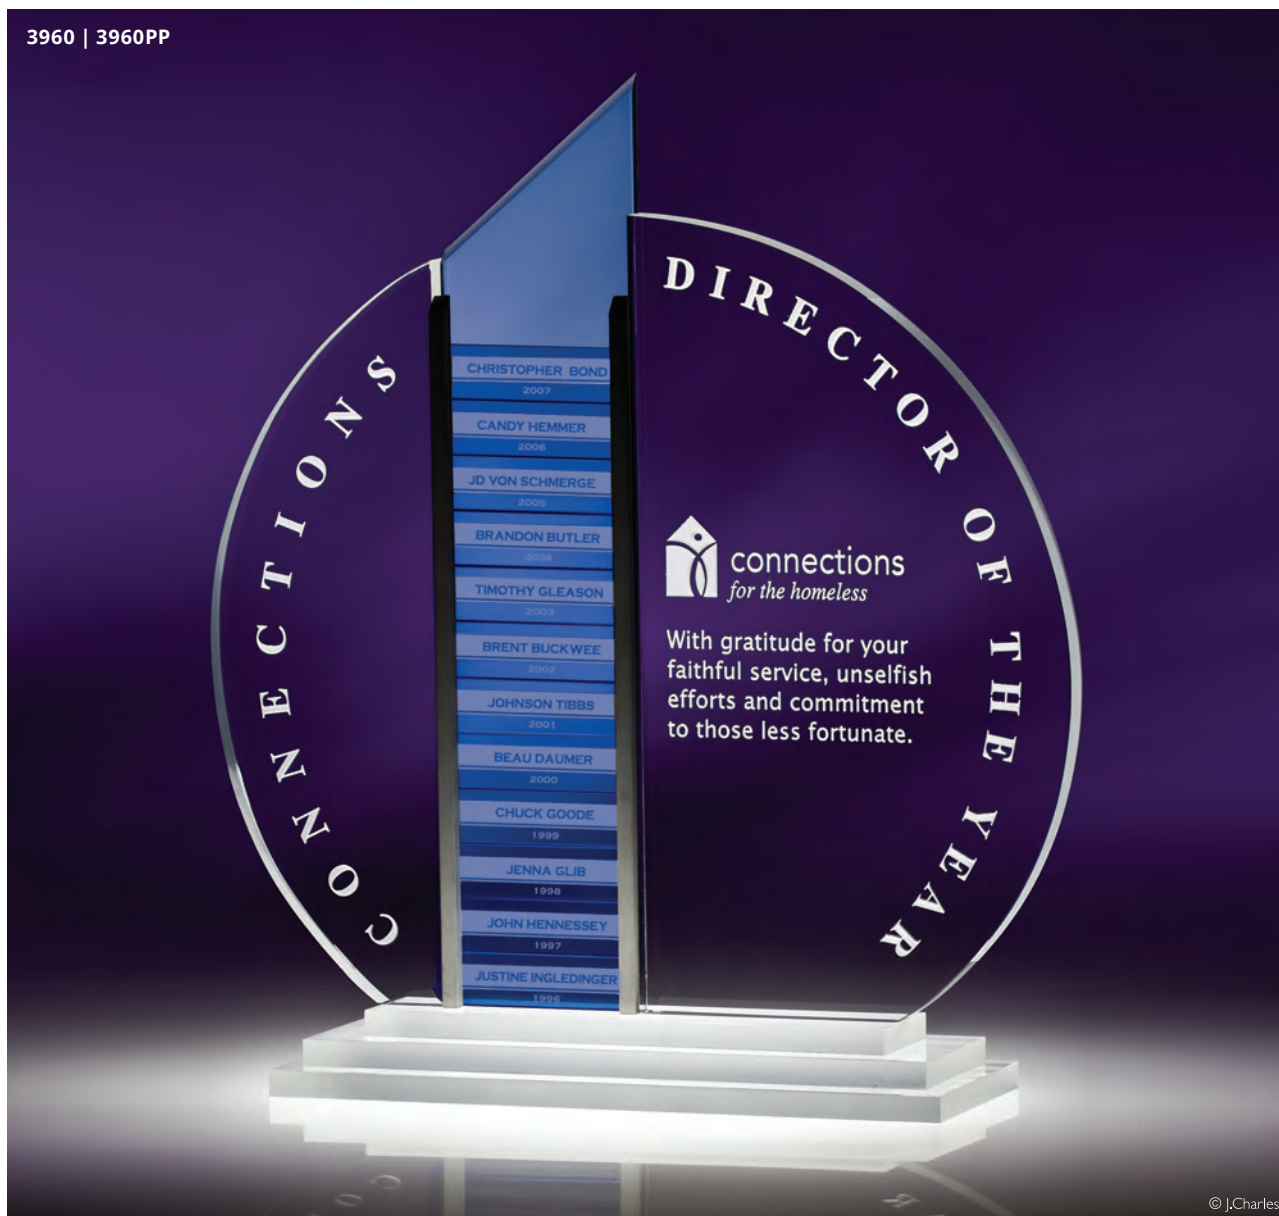 3960 | 3960PP
CONNECTIONS
DIRECTOR OF THE YEAR
CHRISTOPHER BOND
2007
CANDY HEMMER
2006
JD VON SCHMERGE
2005
BRANDON BUTLER
2004
TIMOTHY GLEASON
2003
BRENT BUCKWEE
2002
JOHNSON TIBBS
2001
BEAU DAUMER
2000
CHUCK GOODE
1999
JENNA GLIB
1998
JOHN HENNESSEY
1997
JUSTINE INGLEDINGER
1996
connections
for the homeless
With gratitude for your
faithful service, unselfish
efforts and commitment
to those less fortunate.
© J.Charles